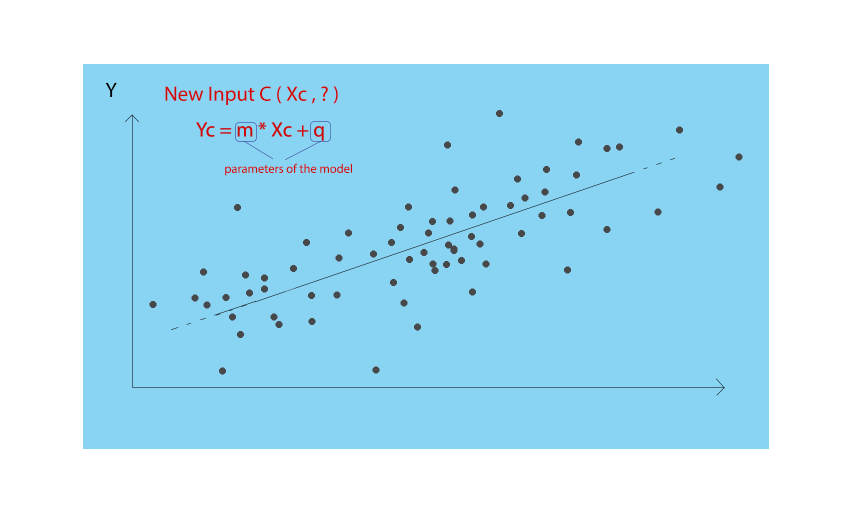 Y
New Input C ( Xc , ? )
Yc = m * Xc + q
parameters of the model